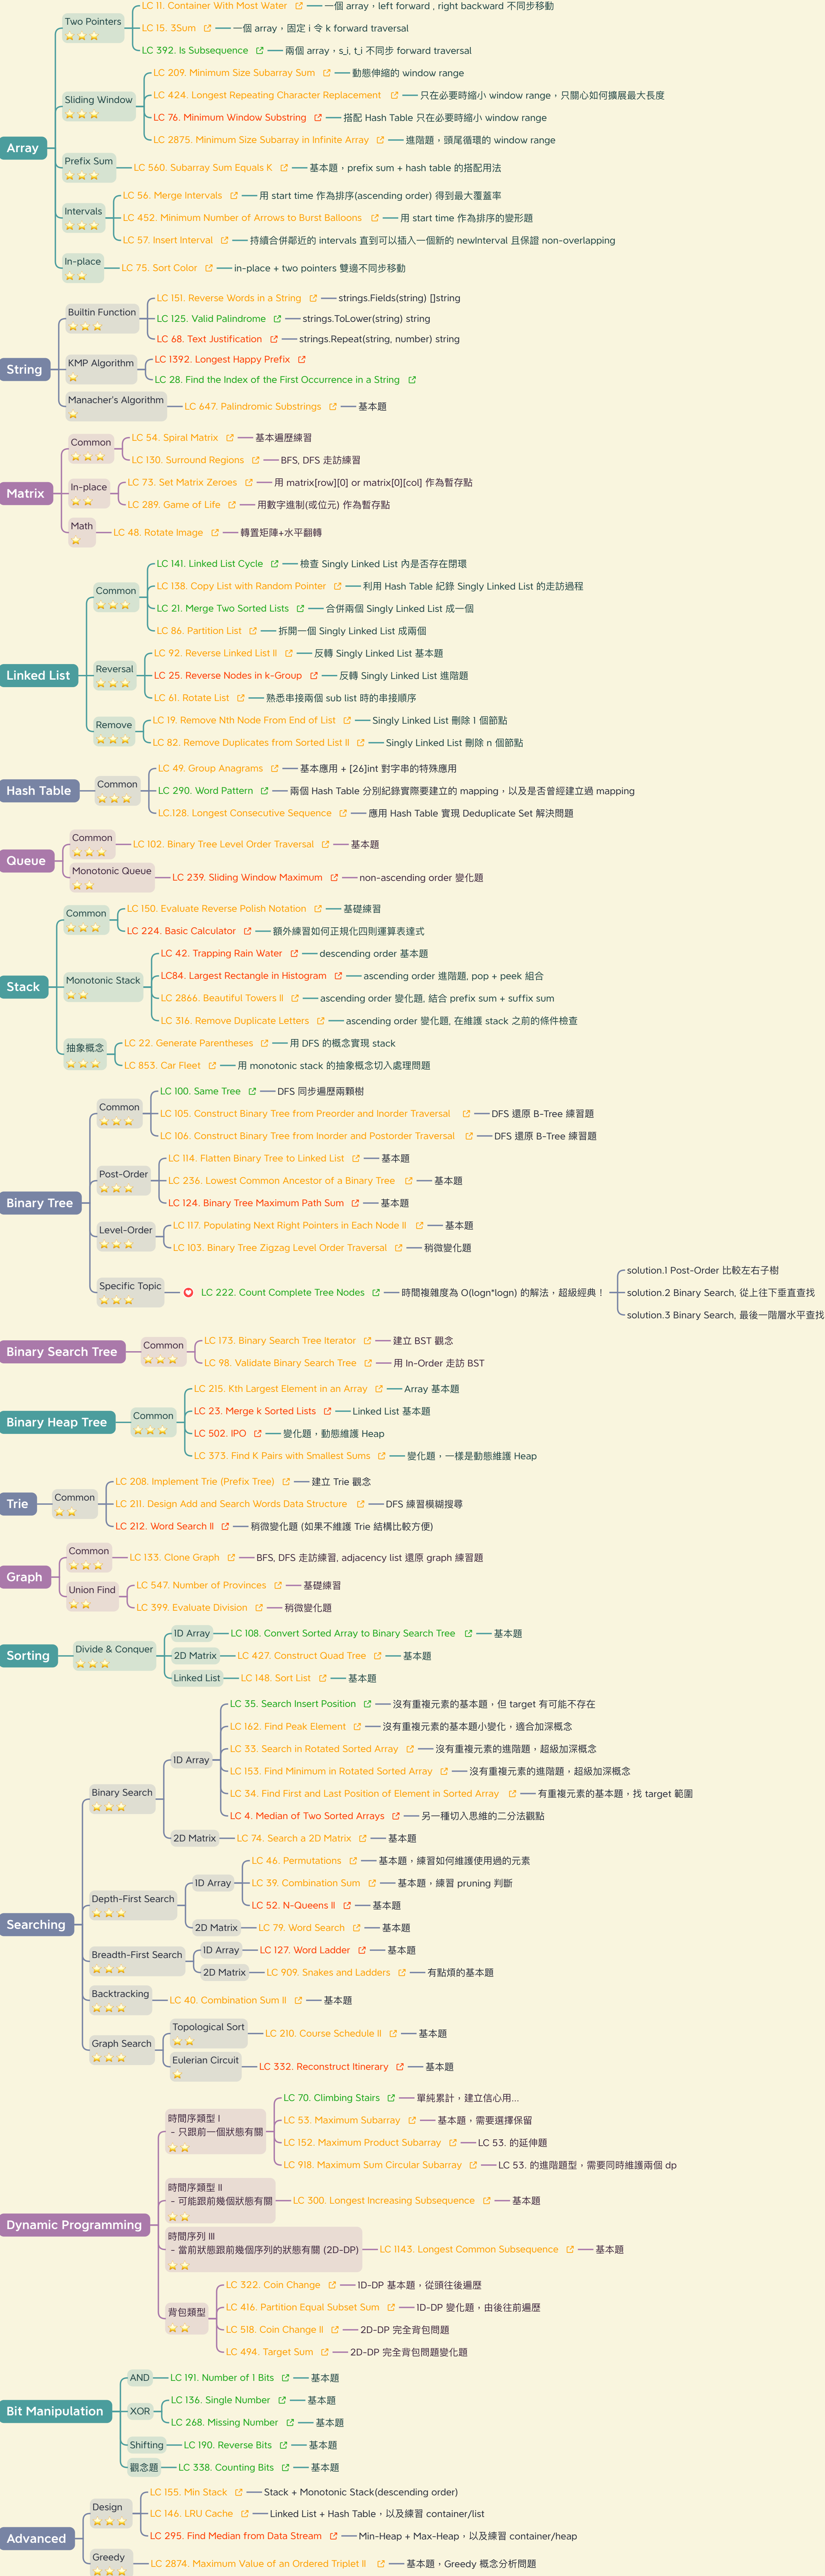 Array
Two Pointers
LC 11. Container With Most Water 一個 array，left forward , right backward 不同步移動
LC 15. 3Sum 一個 array，固定 i 令 k forward traversal
LC 392. Is Subsequence 兩個 array，s_i, t_i 不同步 forward traversal
Sliding Window
LC 209. Minimum Size Subarray Sum 動態伸縮的 window range
LC 424. Longest Repeating Character Replacement 只在必要時縮小 window range，只關心如何擴展最大長度
LC 76. Minimum Window Substring 搭配 Hash Table 只在必要時縮小 window range
LC 2875. Minimum Size Subarray in Infinite Array 進階題，頭尾循環的 window range
Prefix Sum
LC 560. Subarray Sum Equals K 基本題，prefix sum + hash table 的搭配用法
Intervals
LC 56. Merge Intervals 用 start time 作為排序(ascending order) 得到最大覆蓋率
LC 452. Minimum Number of Arrows to Burst Balloons 用 start time 作為排序的變形題
LC 57. Insert Interval 持續合併鄰近的 intervals 直到可以插入一個新的 newInterval 且保證 non-overlapping
In-place
LC 75. Sort Color in-place + two pointers 雙邊不同步移動
String
Builtin Function
LC 151. Reverse Words in a String strings.Fields(string) []string
LC 125. Valid Palindrome strings.ToLower(string) string
LC 68. Text Justification strings.Repeat(string, number) string
KMP Algorithm
LC 1392. Longest Happy Prefix
LC 28. Find the Index of the First Occurrence in a String
Manacher's Algorithm
LC 647. Palindromic Substrings 基本題
Matrix
Common
LC 54. Spiral Matrix 基本遍歷練習
LC 130. Surround Regions BFS, DFS 走訪練習
In-place
LC 73. Set Matrix Zeroes 用 matrix[row][0] or matrix[0][col] 作為暫存點
LC 289. Game of Life 用數字進制(或位元) 作為暫存點
Math
LC 48. Rotate Image 轉置矩陣+水平翻轉
Linked List
Common
LC 141. Linked List Cycle 檢查 Singly Linked List 內是否存在閉環
LC 138. Copy List with Random Pointer 利用 Hash Table 紀錄 Singly Linked List 的走訪過程
LC 21. Merge Two Sorted Lists 合併兩個 Singly Linked List 成一個
LC 86. Partition List 拆開一個 Singly Linked List 成兩個
Reversal
LC 92. Reverse Linked List II 反轉 Singly Linked List 基本題
LC 25. Reverse Nodes in k-Group 反轉 Singly Linked List 進階題
LC 61. Rotate List 熟悉串接兩個 sub list 時的串接順序
Remove
LC 19. Remove Nth Node From End of List Singly Linked List 刪除 1 個節點
LC 82. Remove Duplicates from Sorted List II Singly Linked List 刪除 n 個節點
Hash Table
Common
LC 49. Group Anagrams 基本應用 + [26]int 對字串的特殊應用
LC 290. Word Pattern 兩個 Hash Table 分別紀錄實際要建立的 mapping，以及是否曾經建立過 mapping
LC.128. Longest Consecutive Sequence 應用 Hash Table 實現 Deduplicate Set 解決問題
Queue
Common
LC 102. Binary Tree Level Order Traversal 基本題
Monotonic Queue
LC 239. Sliding Window Maximum non-ascending order 變化題
Stack
Common
LC 150. Evaluate Reverse Polish Notation 基礎練習
LC 224. Basic Calculator 額外練習如何正規化四則運算表達式
Monotonic Stack
LC 42. Trapping Rain Water descending order 基本題
LC84. Largest Rectangle in Histogram ascending order 進階題, pop + peek 組合
LC 2866. Beautiful Towers II ascending order 變化題, 結合 prefix sum + suffix sum
LC 316. Remove Duplicate Letters ascending order 變化題, 在維護 stack 之前的條件檢查
抽象概念
LC 22. Generate Parentheses 用 DFS 的概念實現 stack
LC 853. Car Fleet 用 monotonic stack 的抽象概念切入處理問題
Binary Tree
Common
LC 100. Same Tree DFS 同步遍歷兩顆樹
LC 105. Construct Binary Tree from Preorder and Inorder Traversal DFS 還原 B-Tree 練習題
LC 106. Construct Binary Tree from Inorder and Postorder Traversal DFS 還原 B-Tree 練習題
Post-Order
LC 114. Flatten Binary Tree to Linked List 基本題
LC 236. Lowest Common Ancestor of a Binary Tree 基本題
LC 124. Binary Tree Maximum Path Sum 基本題
Level-Order
LC 117. Populating Next Right Pointers in Each Node II 基本題
LC 103. Binary Tree Zigzag Level Order Traversal 稍微變化題
Specific Topic
LC 222. Count Complete Tree Nodes 時間複雜度為 O(logn*logn) 的解法，超級經典！
solution.1 Post-Order 比較左右子樹
solution.2 Binary Search, 從上往下垂直查找
solution.3 Binary Search, 最後一階層水平查找
Binary Search Tree
Common
LC 173. Binary Search Tree Iterator 建立 BST 觀念
LC 98. Validate Binary Search Tree 用 In-Order 走訪 BST
Binary Heap Tree
Common
LC 215. Kth Largest Element in an Array Array 基本題
LC 23. Merge k Sorted Lists Linked List 基本題
LC 502. IPO 變化題，動態維護 Heap
LC 373. Find K Pairs with Smallest Sums 變化題，一樣是動態維護 Heap
Trie
Common
LC 208. Implement Trie (Prefix Tree) 建立 Trie 觀念
LC 211. Design Add and Search Words Data Structure DFS 練習模糊搜尋
LC 212. Word Search II 稍微變化題 (如果不維護 Trie 結構比較方便)
Graph
Common
LC 133. Clone Graph BFS, DFS 走訪練習, adjacency list 還原 graph 練習題
Union Find
LC 547. Number of Provinces 基礎練習
LC 399. Evaluate Division 稍微變化題
Sorting
Divide & Conquer
1D Array LC 108. Convert Sorted Array to Binary Search Tree 基本題
2D Matrix LC 427. Construct Quad Tree 基本題
Linked List LC 148. Sort List 基本題
Searching
Binary Search
1D Array
LC 35. Search Insert Position 沒有重複元素的基本題，但 target 有可能不存在
LC 162. Find Peak Element 沒有重複元素的基本題小變化，適合加深概念
LC 33. Search in Rotated Sorted Array 沒有重複元素的進階題，超級加深概念
LC 153. Find Minimum in Rotated Sorted Array 沒有重複元素的進階題，超級加深概念
LC 34. Find First and Last Position of Element in Sorted Array 有重複元素的基本題，找 target 範圍
LC 4. Median of Two Sorted Arrays 另一種切入思維的二分法觀點
2D Matrix LC 74. Search a 2D Matrix 基本題
Depth-First Search
1D Array
LC 46. Permutations 基本題，練習如何維護使用過的元素
LC 39. Combination Sum 基本題，練習 pruning 判斷
LC 52. N-Queens II 基本題
2D Matrix LC 79. Word Search 基本題
Breadth-First Search
1D Array LC 127. Word Ladder 基本題
2D Matrix LC 909. Snakes and Ladders 有點煩的基本題
Backtracking
LC 40. Combination Sum II 基本題
Graph Search
Topological Sort
LC 210. Course Schedule II 基本題
Eulerian Circuit
LC 332. Reconstruct Itinerary 基本題
Dynamic Programming
時間序類型 I
- 只跟前一個狀態有關
LC 70. Climbing Stairs 單純累計，建立信心用...
LC 53. Maximum Subarray 基本題，需要選擇保留
LC 152. Maximum Product Subarray LC 53. 的延伸題
LC 918. Maximum Sum Circular Subarray LC 53. 的進階題型，需要同時維護兩個 dp
時間序類型 II
- 可能跟前幾個狀態有關
LC 300. Longest Increasing Subsequence 基本題
時間序列 III
- 當前狀態跟前幾個序列的狀態有關 (2D-DP)
LC 1143. Longest Common Subsequence 基本題
背包類型
LC 322. Coin Change 1D-DP 基本題，從頭往後遍歷
LC 416. Partition Equal Subset Sum 1D-DP 變化題，由後往前遍歷
LC 518. Coin Change II 2D-DP 完全背包問題
LC 494. Target Sum 2D-DP 完全背包問題變化題
Bit Manipulation
AND LC 191. Number of 1 Bits 基本題
XOR
LC 136. Single Number 基本題
LC 268. Missing Number 基本題
Shifting LC 190. Reverse Bits 基本題
觀念題 LC 338. Counting Bits 基本題
Advanced
Design
LC 155. Min Stack Stack + Monotonic Stack(descending order)
LC 146. LRU Cache Linked List + Hash Table，以及練習 container/list
LC 295. Find Median from Data Stream Min-Heap + Max-Heap，以及練習 container/heap
Greedy
LC 2874. Maximum Value of an Ordered Triplet II 基本題，Greedy 概念分析問題